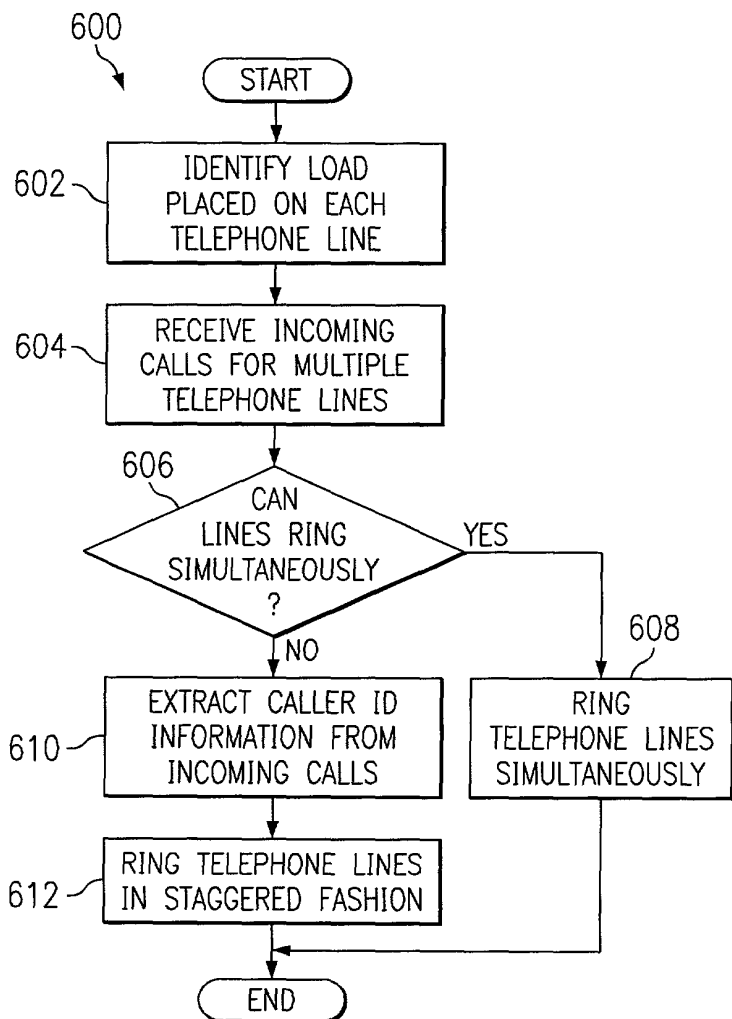 600
START
602
IDENTIFY LOAD
PLACED ON EACH
TELEPHONE LINE
604
RECEIVE INCOMING
CALLS FOR MULTIPLE
TELEPHONE LINES
606
CAN
LINES RING
SIMULTANEOUSLY
?
YES
NO
608
RING
TELEPHONE LINES
SIMULTANEOUSLY
610
EXTRACT CALLER ID
INFORMATION FROM
INCOMING CALLS
612
RING TELEPHONE LINES
IN STAGGERED FASHION
END